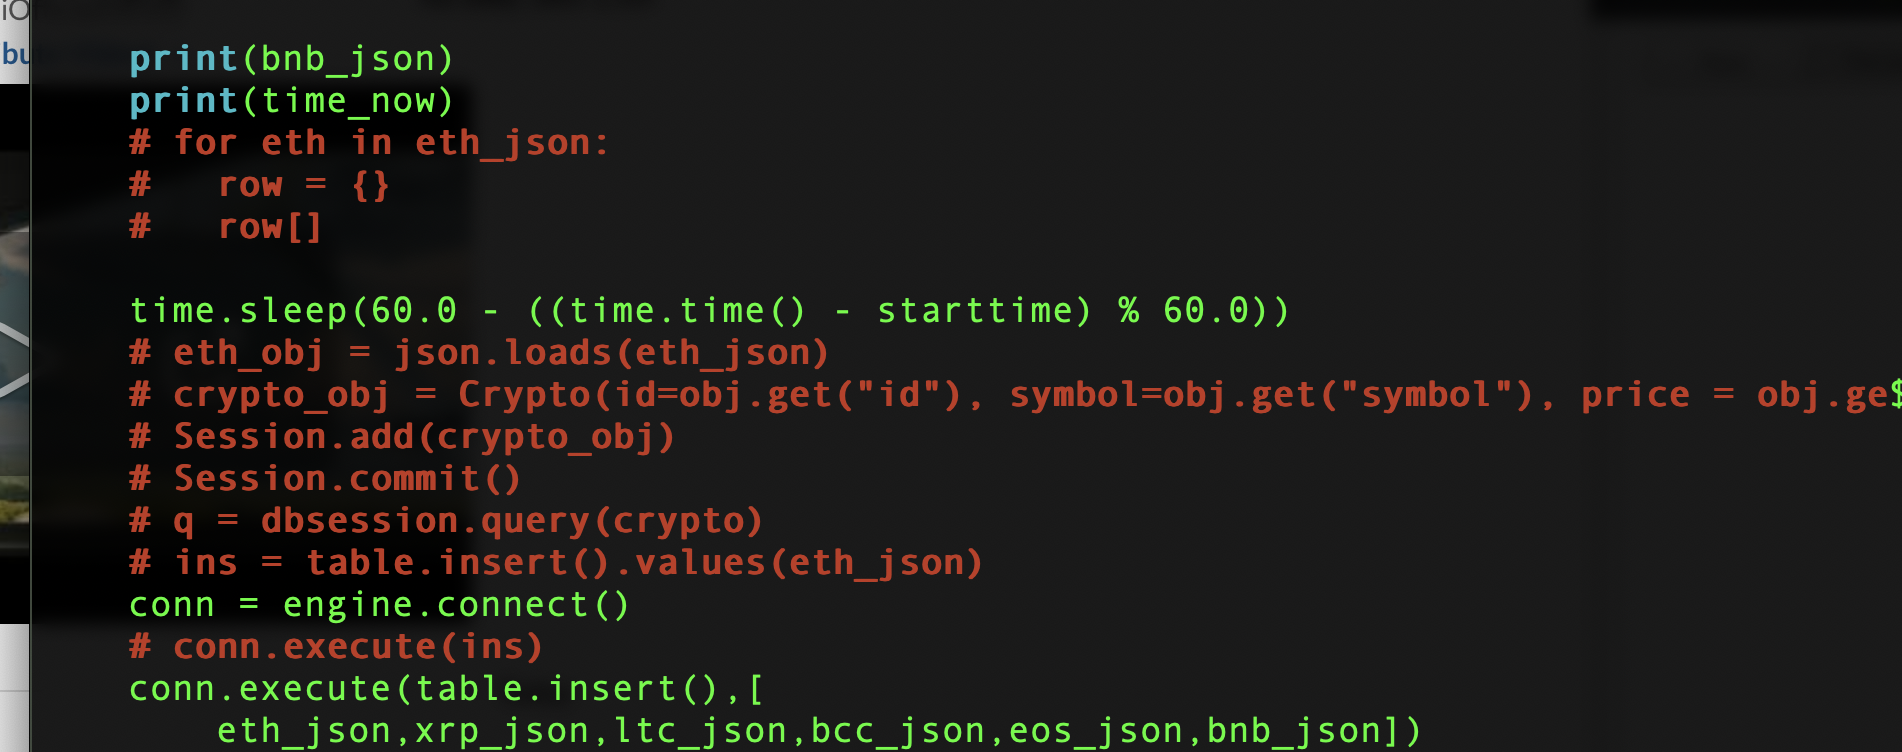 iO
bu
print(bnb_json)
print(time_now)
# for eth in eth_json:
#   row = {}
#   row[]
time.sleep(60.0 - ((time.time() - starttime) % 60.0))
# eth_obj = json.loads(eth_json)
# crypto_obj = Crypto(id=obj.get("id"), symbol=obj.get("symbol"), price = obj.ge$
# Session.add(crypto_obj)
# Session.commit()
# q = dbsession.query(crypto)
# ins = table.insert().values(eth_json)
conn = engine.connect()
# conn.execute(ins)
conn.execute(table.insert(),[
    eth_json,xrp_json,ltc_json,bcc_json,eos_json,bnb_json])